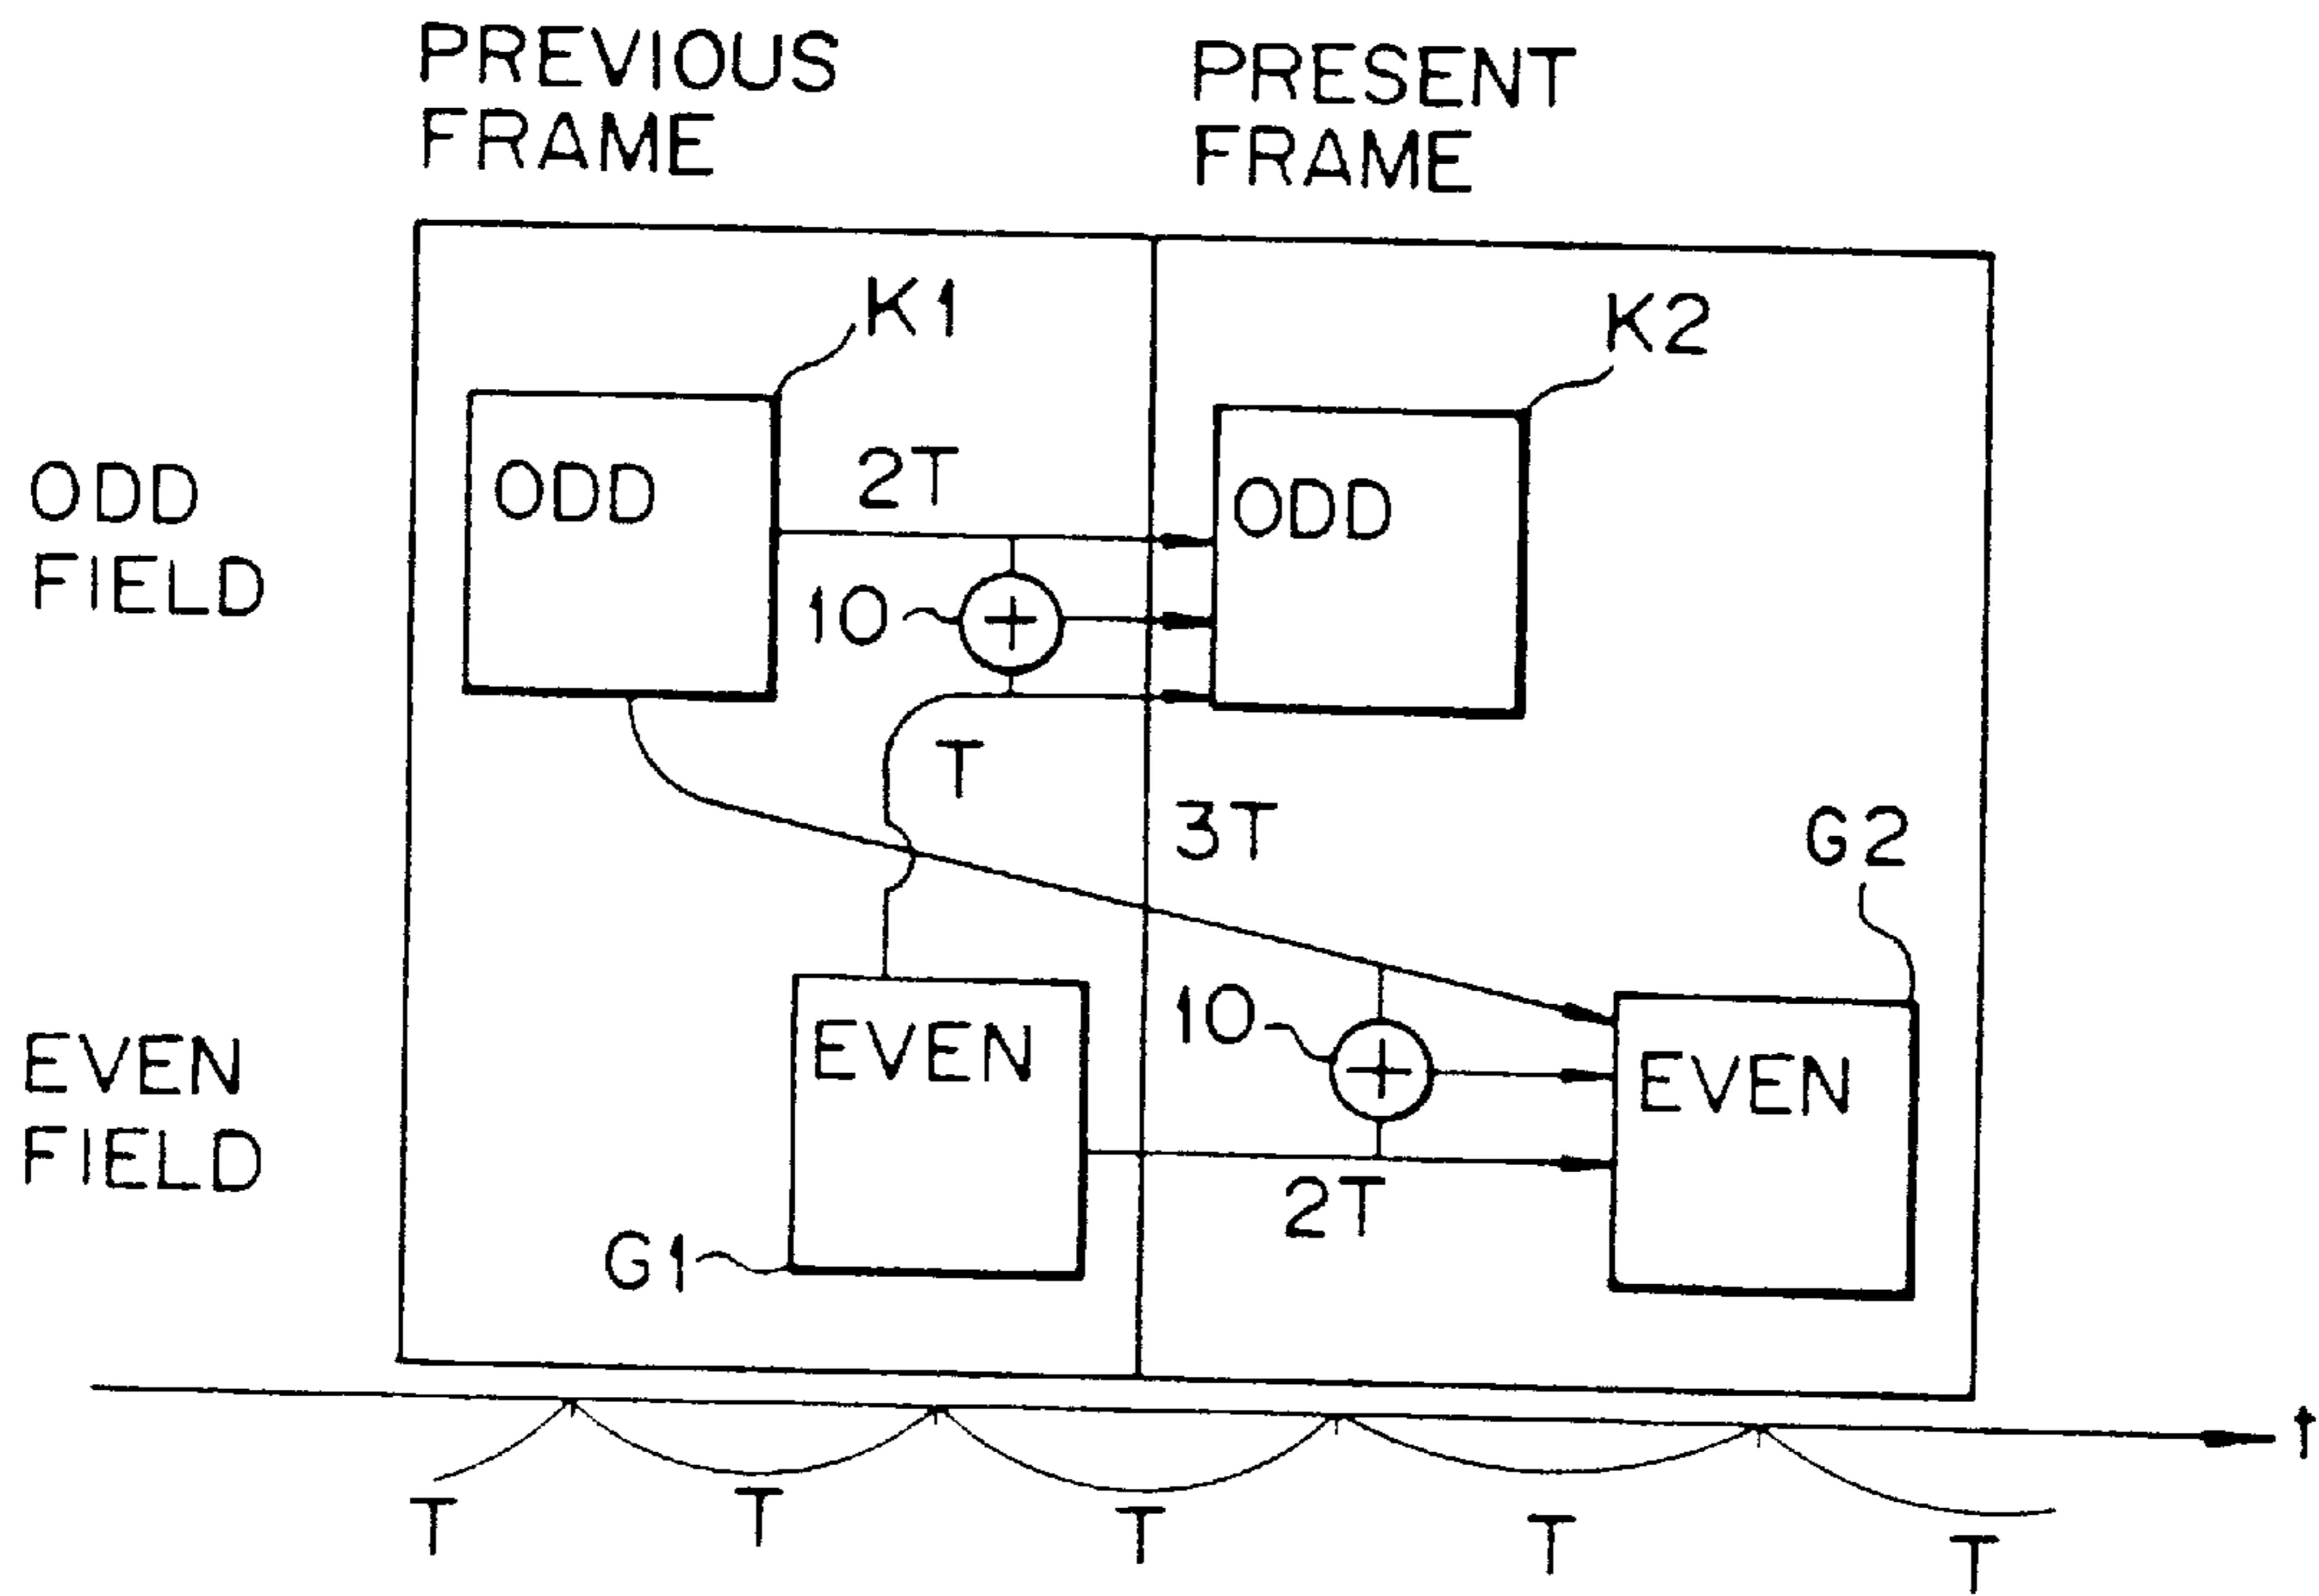 PREVIOUS
FRAME
PRESENT
FRAME
K1
K2
ODD
FIELD
ODD
2T
ODD
10
T
3T
G2
EVEN
FIELD
EVEN
10
EVEN
2T
G1
t
T
T
T
T
T